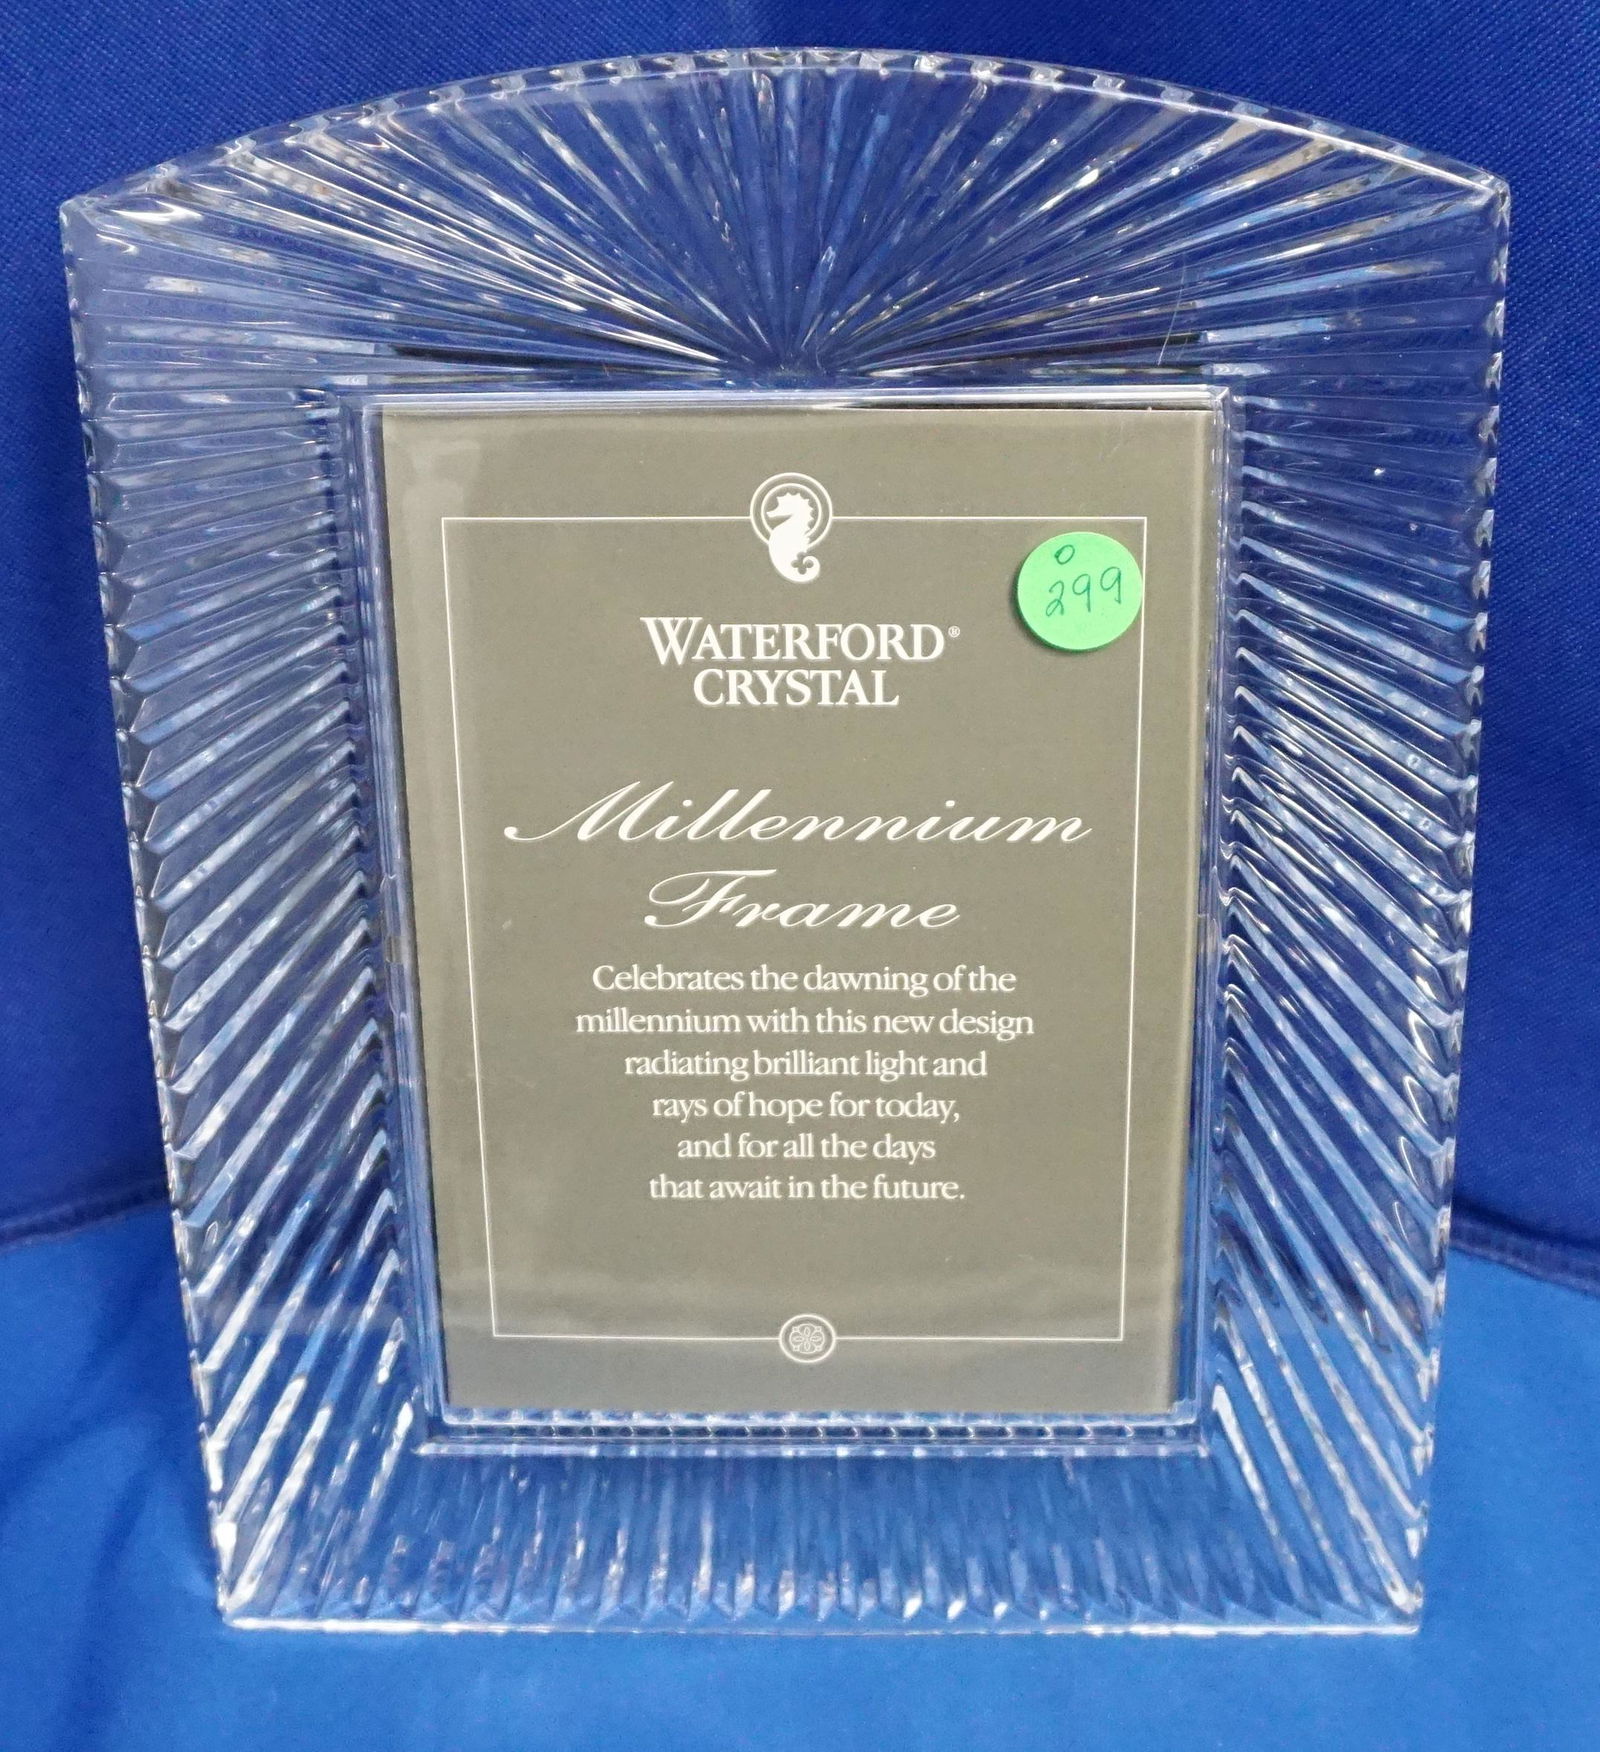 WATERFORD®
CRYSTAL
0
299
Millennium
Frame
Celebrates the dawning of the
millennium with this new design
radiating brilliant light and
rays of hope for today,
and for all the days
that await in the future.